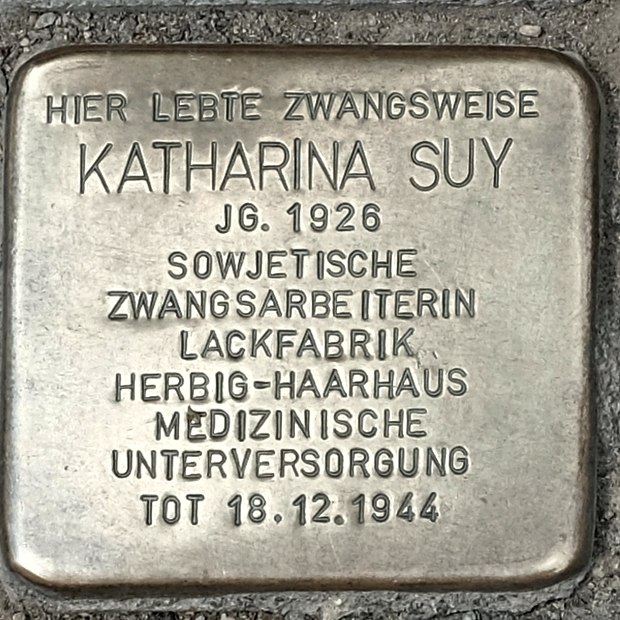 HIER LEBTE ZWANGSWEISE
KATHARINA SUY
JG. 1926
SOWJETISCHE
ZWANGSARBEITERIN
LACKFABRIK
HERBIG-HAARHAUS
MEDIZINISCHE
UNTERVERSORGUNG
TOT 18.12.1944